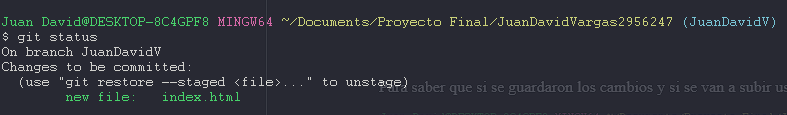 Juan David@DESKTOP-8C4GPF8 MINGW64 ~/Documents/Proyecto Final/JuanDavidVargas2956247 (JuanDavidV)
$ git status
On branch JuanDavidV
Changes to be committed:
  (use "git restore --staged <file>..." to unstage)
Para saber que si se guardaron los cambios y si se van a subir us
        new file:   index.html